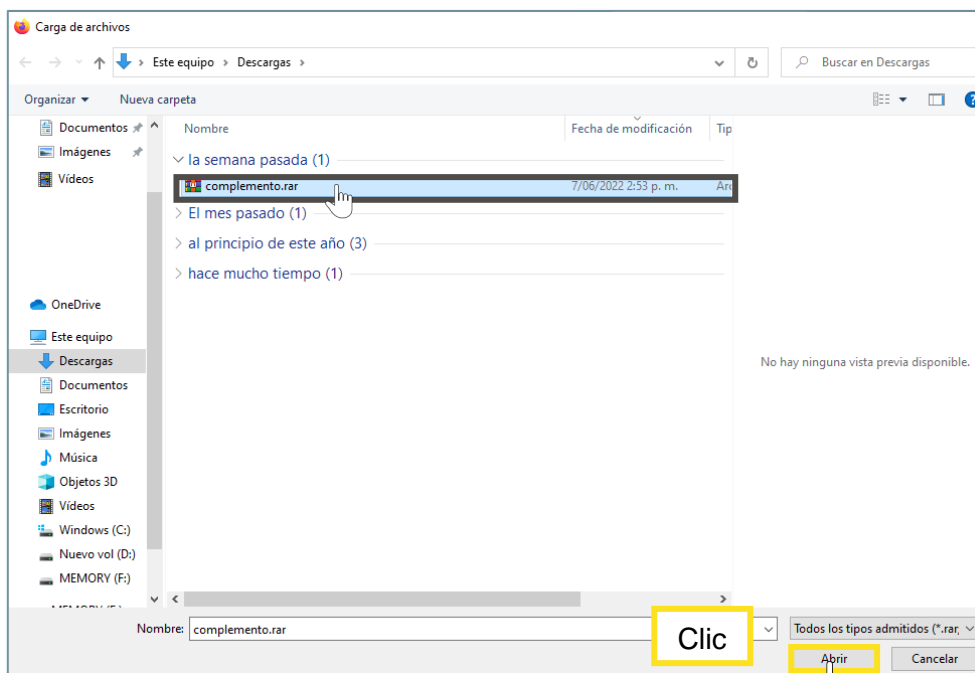 Carga de archivos
Este equipo > Descargas >
Buscar en Descargas
Organizar
Nueva carpeta
Documentos
Imágenes
Vídeos
OneDrive
Este equipo
Descargas
Documentos
Escritorio
Imágenes
Música
Objetos 3D
Vídeos
Windows (C:)
Nuevo vol (D:)
MEMORY (F:)
Nombre
Fecha de modificación
Tip
la semana pasada (1)
complemento.rar
7/06/2022 2:53 p. m.
Arc
El mes pasado (1)
al principio de este año (3)
hace mucho tiempo (1)
No hay ninguna vista previa disponible.
Nombre:
complemento.rar
Clic
Todos los tipos admitidos (*.rar,
Abrir
Cancelar